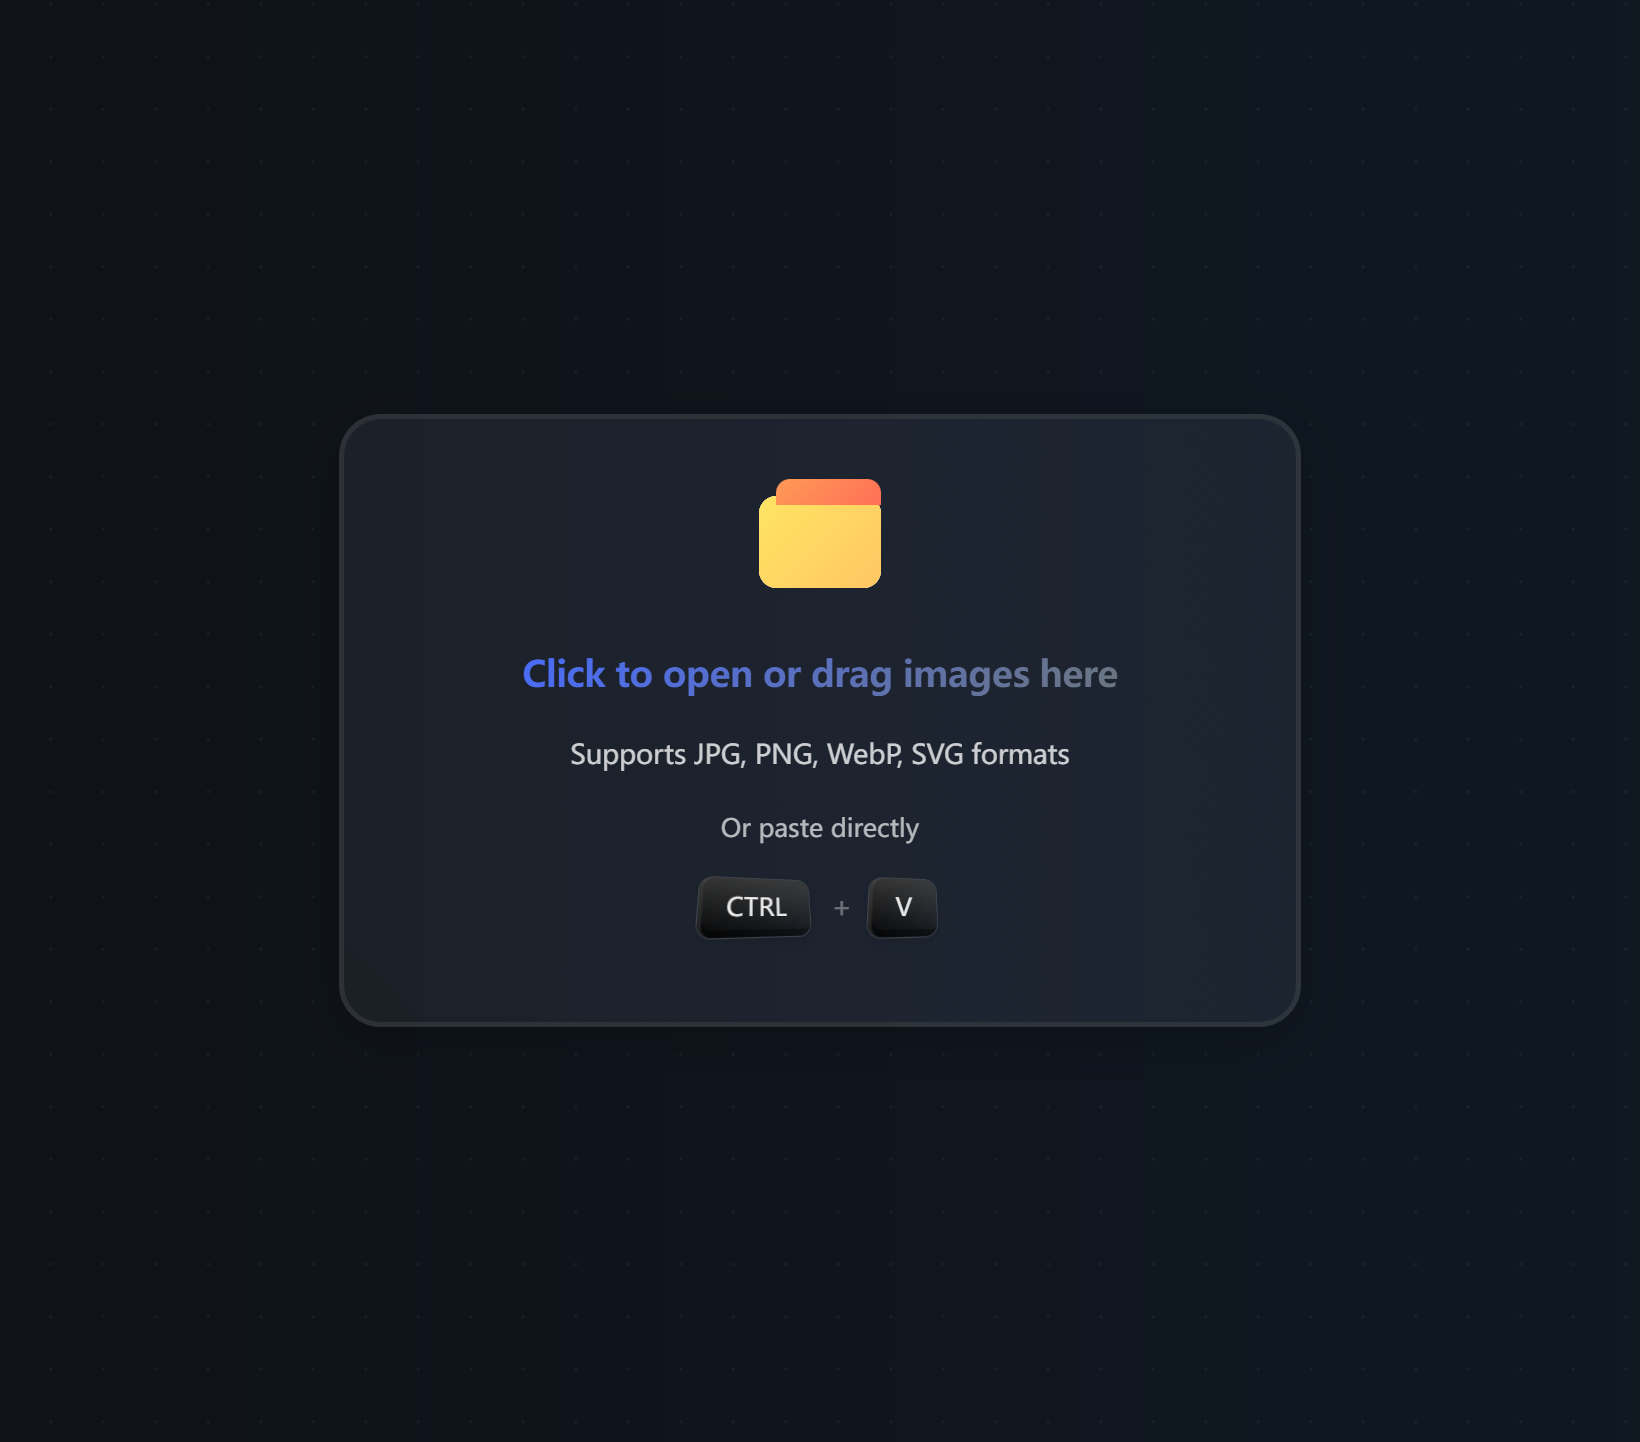 Click to open or drag images here
Supports JPG, PNG, WebP, SVG formats
Or paste directly
CTRL + V